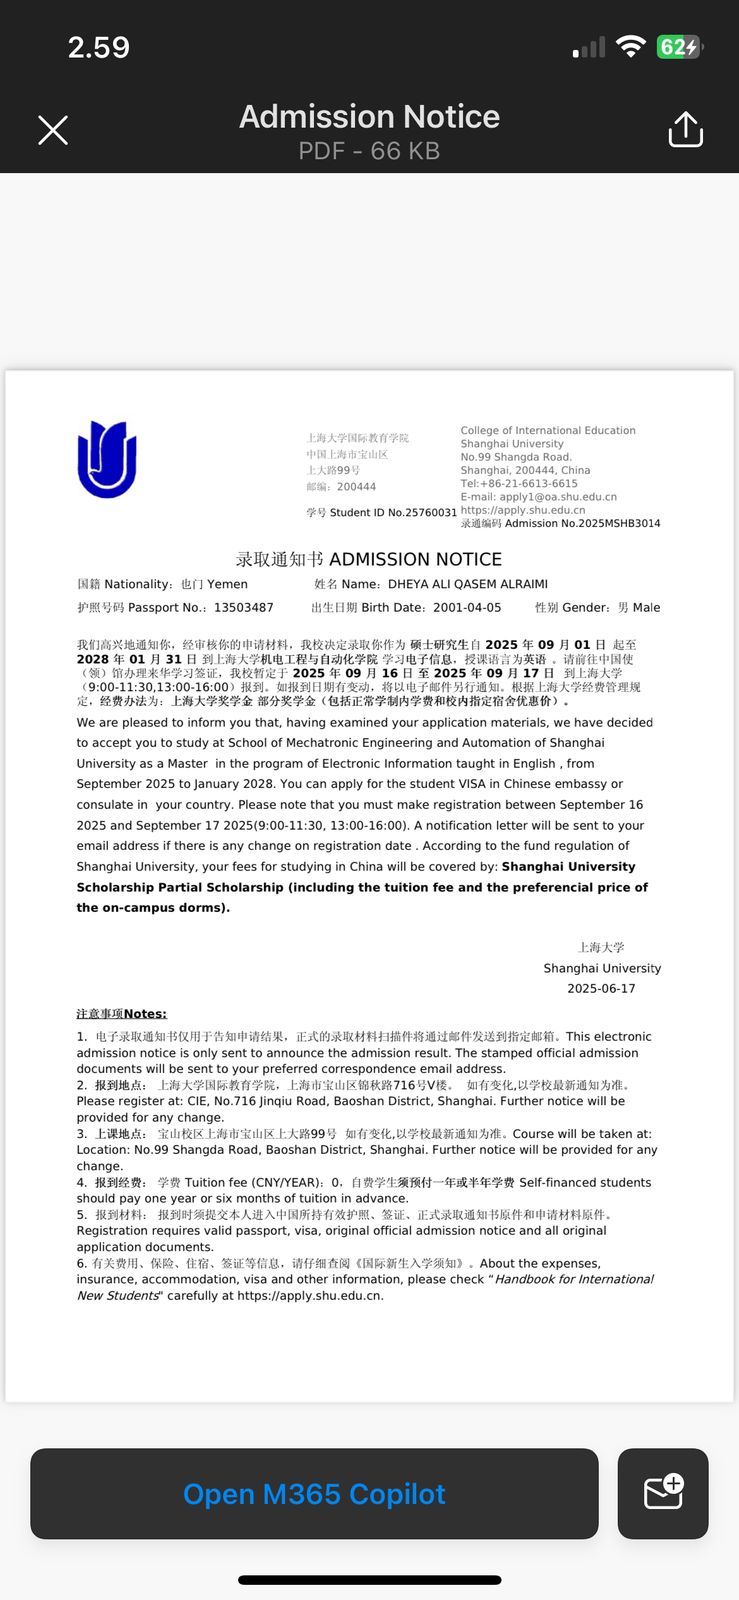 2.59
62
Admission Notice
PDF - 66 KB
上海大学国际教育学院
中国上海市宝山区
上大路99号
邮编：200444
学号 Student ID No.25760031
College of International Education
Shanghai University
No.99 Shangda Road.
Shanghai, 200444, China
Tel:+86-21-6613-6615
E-mail: apply1@oa.shu.edu.cn
https://apply.shu.edu.cn
录通编码 Admission No.2025MSHB3014
录取通知书 ADMISSION NOTICE
国籍 Nationality：也门 Yemen 姓名 Name：DHEYA ALI QASEM ALRAIMI
护照号码 Passport No.：13503487 出生日期 Birth Date：2001-04-05 性别 Gender：男 Male
我们高兴地通知你，经审核你的申请材料，我校决定录取你作为 硕士研究生自 2025 年 09 月 01 日 起至
2028 年 01 月 31 日 到上海大学机电工程与自动化学院 学习电子信息，授课语言为英语 。请前往中国使
（领）馆办理来华学习签证，我校暂定于 2025 年 09 月 16 日 至 2025 年 09 月 17 日 到上海大学
（9:00-11:30,13:00-16:00）报到。如报到日期有变动，将以电子邮件另行通知。根据上海大学经费管理规
定，经费办法为：上海大学奖学金 部分奖学金（包括正常学制内学费和校内指定宿舍优惠价）。
We are pleased to inform you that, having examined your application materials, we have decided
to accept you to study at School of Mechatronic Engineering and Automation of Shanghai
University as a Master in the program of Electronic Information taught in English , from
September 2025 to January 2028. You can apply for the student VISA in Chinese embassy or
consulate in your country. Please note that you must make registration between September 16
2025 and September 17 2025(9:00-11:30, 13:00-16:00). A notification letter will be sent to your
email address if there is any change on registration date . According to the fund regulation of
Shanghai University, your fees for studying in China will be covered by: Shanghai University
Scholarship Partial Scholarship (including the tuition fee and the preferencial price of
the on-campus dorms).
上海大学
Shanghai University
2025-06-17
注意事项Notes:
1. 电子录取通知书仅用于告知申请结果，正式的录取材料扫描件将通过邮件发送到指定邮箱。This electronic
admission notice is only sent to announce the admission result. The stamped official admission
documents will be sent to your preferred correspondence email address.
2. 报到地点： 上海大学国际教育学院，上海市宝山区锦秋路716号V楼。 如有变化,以学校最新通知为准。
Please register at: CIE, No.716 Jinqiu Road, Baoshan District, Shanghai. Further notice will be
provided for any change.
3. 上课地点： 宝山校区上海市宝山区上大路99号 如有变化,以学校最新通知为准。Course will be taken at:
Location: No.99 Shangda Road, Baoshan District, Shanghai. Further notice will be provided for any
change.
4. 报到经费： 学费 Tuition fee (CNY/YEAR)：0，自费学生须预付一年或半年学费 Self-financed students
should pay one year or six months of tuition in advance.
5. 报到材料： 报到时须提交本人进入中国所持有效护照、签证、正式录取通知书原件和申请材料原件。
Registration requires valid passport, visa, original official admission notice and all original
application documents.
6. 有关费用、保险、住宿、签证等信息，请仔细查阅《国际新生入学须知》。About the expenses,
insurance, accommodation, visa and other information, please check "Handbook for International
New Students" carefully at https://apply.shu.edu.cn.
Open M365 Copilot